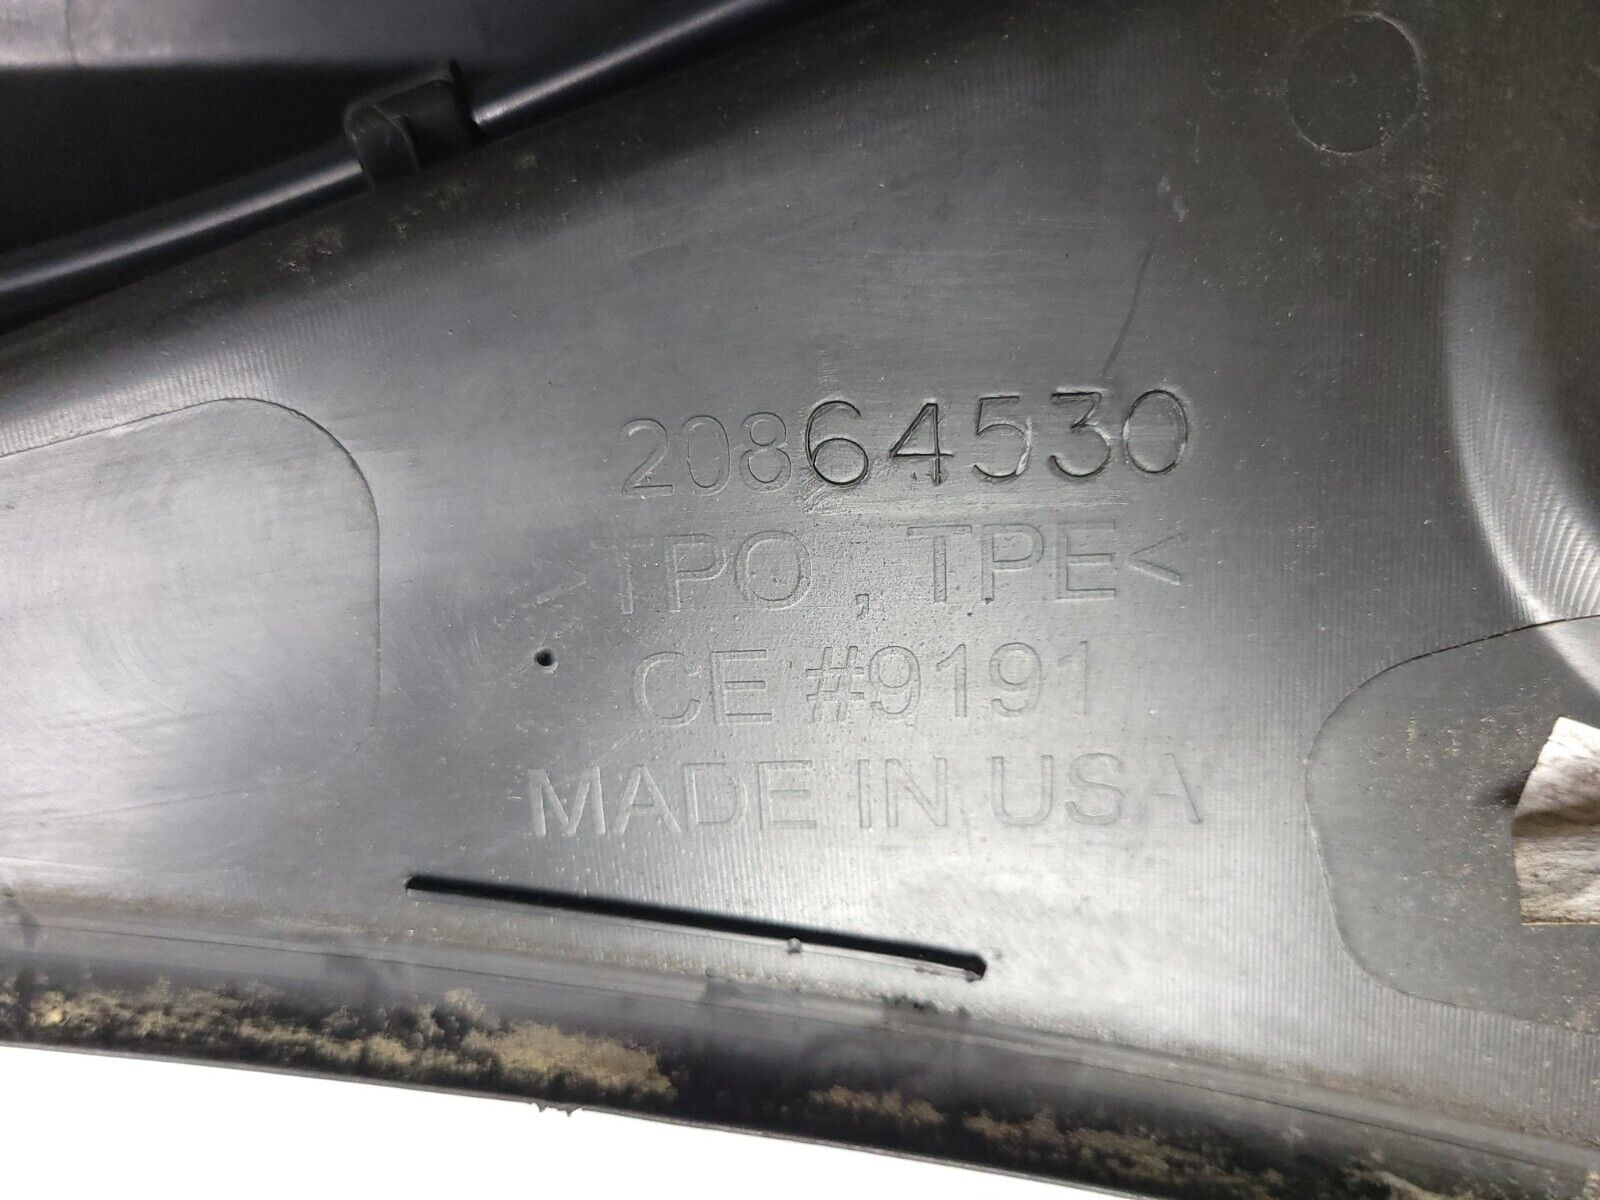 20864530
>TPO , TPE<
CE #9191
MADE IN USA